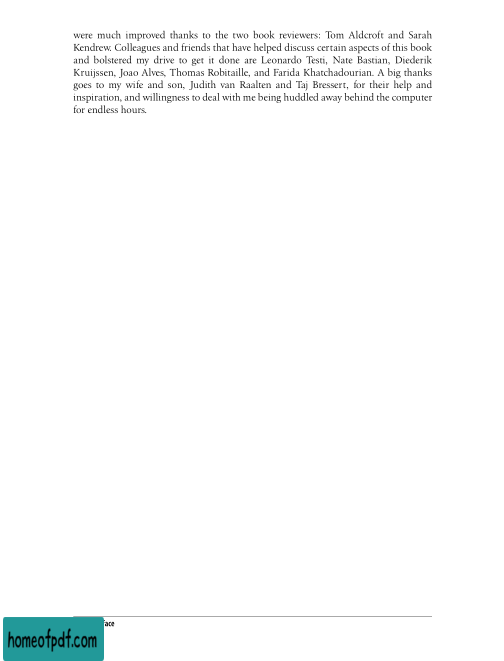 were much improved thanks to the two book reviewers: Tom Aldcroft and Sarah
Kendrew. Colleagues and friends that have helped discuss certain aspects of this book
and bolstered my drive to get it done are Leonardo Testi, Nate Bastian, Diederik
Kruijssen, Joao Alves, Thomas Robitaille, and Farida Khatchadourian. A big thanks
goes to my wife and son, Judith van Raalten and Taj Bressert, for their help and
inspiration, and willingness to deal with me being huddled away behind the computer
for endless hours.
homeofpdf.com